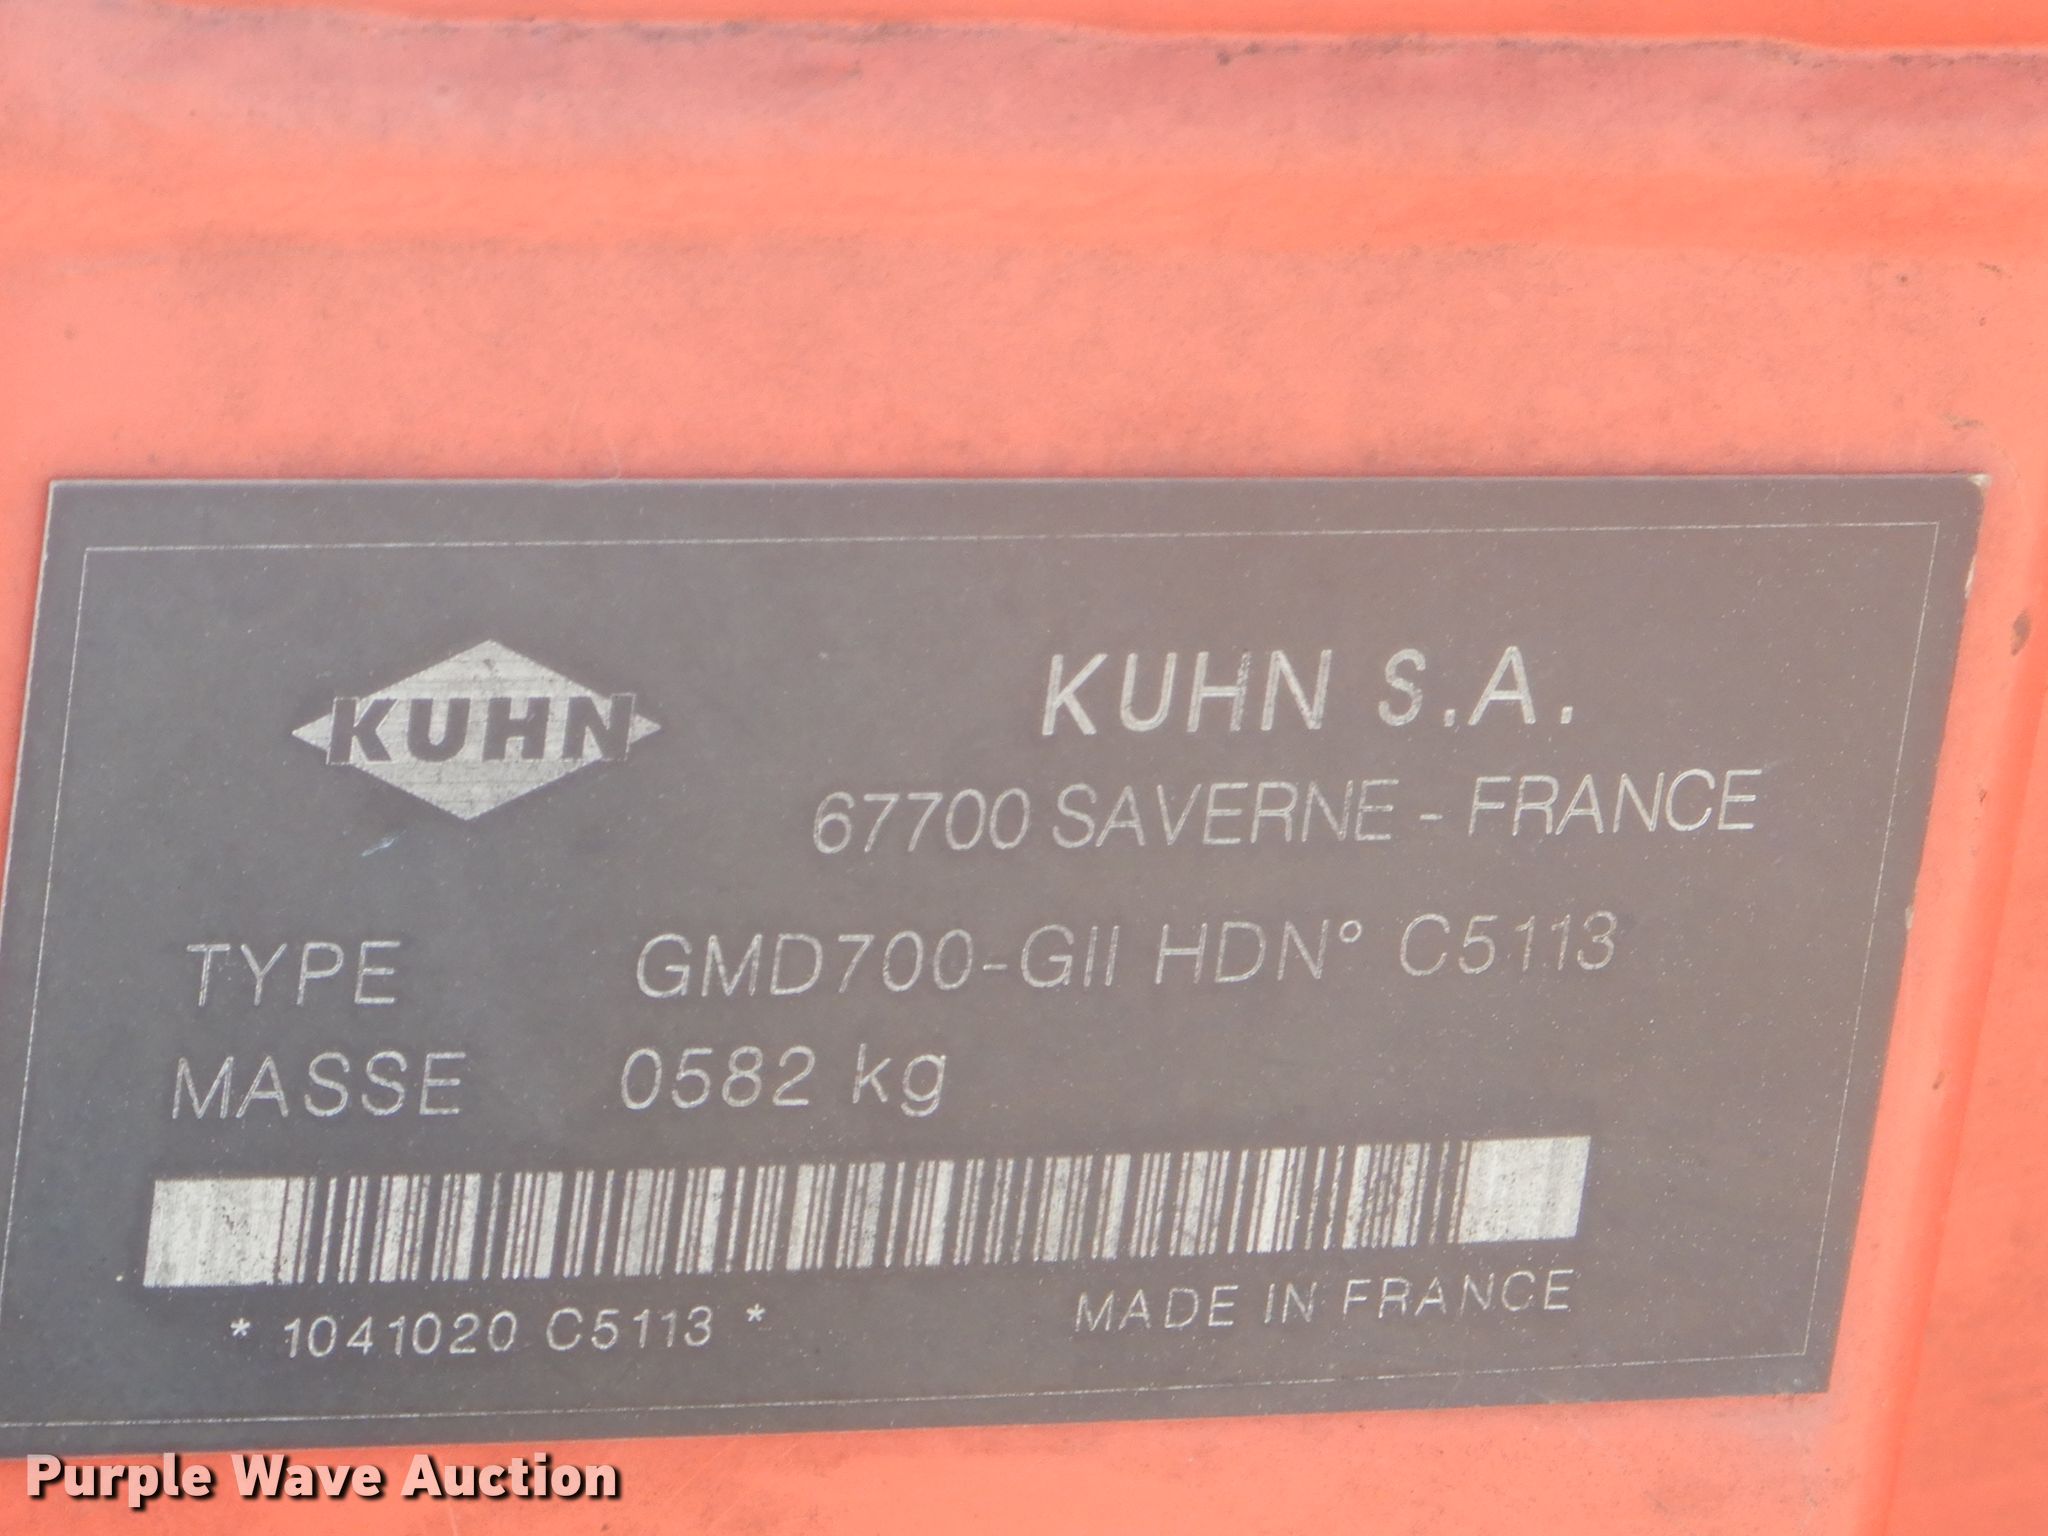 KUHN
KUHN S.A.
67700 SAVERNE - FRANCE
TYPE GMD700-GII HDN° C5113
MASSE 0582 kg
* 1041020 C5113 *
MADE IN FRANCE
Purple Wave Auction